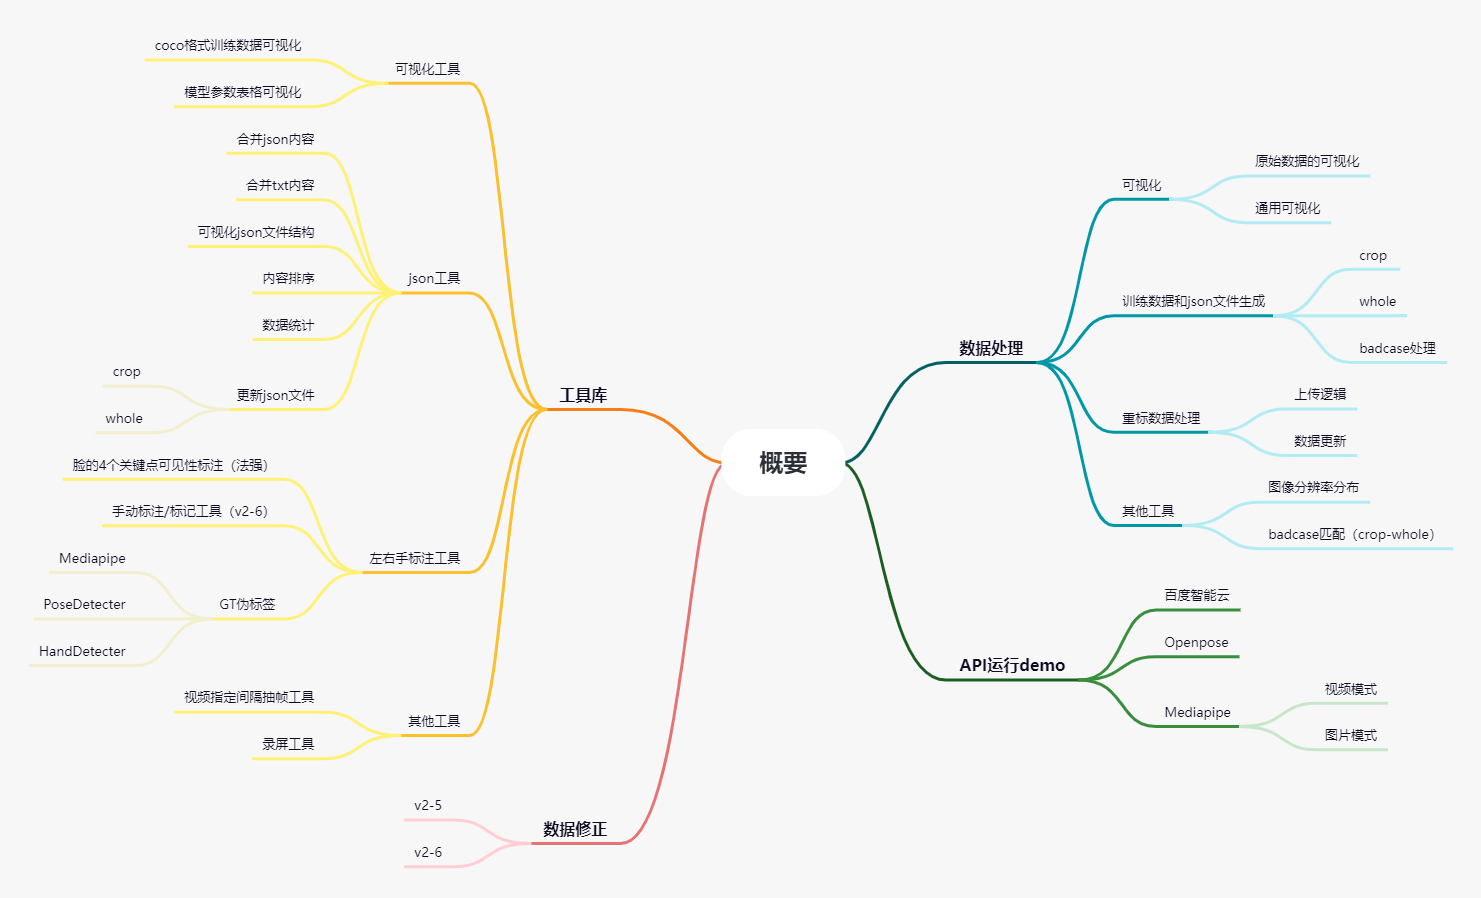 概要
数据处理
可视化
原始数据的可视化
通用可视化
训练数据和json文件生成
crop
whole
badcase处理
重标数据处理
上传逻辑
数据更新
其他工具
图像分辨率分布
badcase匹配（crop-whole）
API运行demo
百度智能云
Openpose
Mediapipe
视频模式
图片模式
工具库
可视化工具
coco格式训练数据可视化
模型参数表格可视化
json工具
合并json内容
合并txt内容
可视化json文件结构
内容排序
数据统计
更新json文件
crop
whole
左右手标注工具
脸的4个关键点可见性标注（法强）
手动标注/标记工具（v2-6）
GT伪标签
Mediapipe
PoseDetecter
HandDetecter
其他工具
视频指定间隔抽帧工具
录屏工具
数据修正
v2-5
v2-6